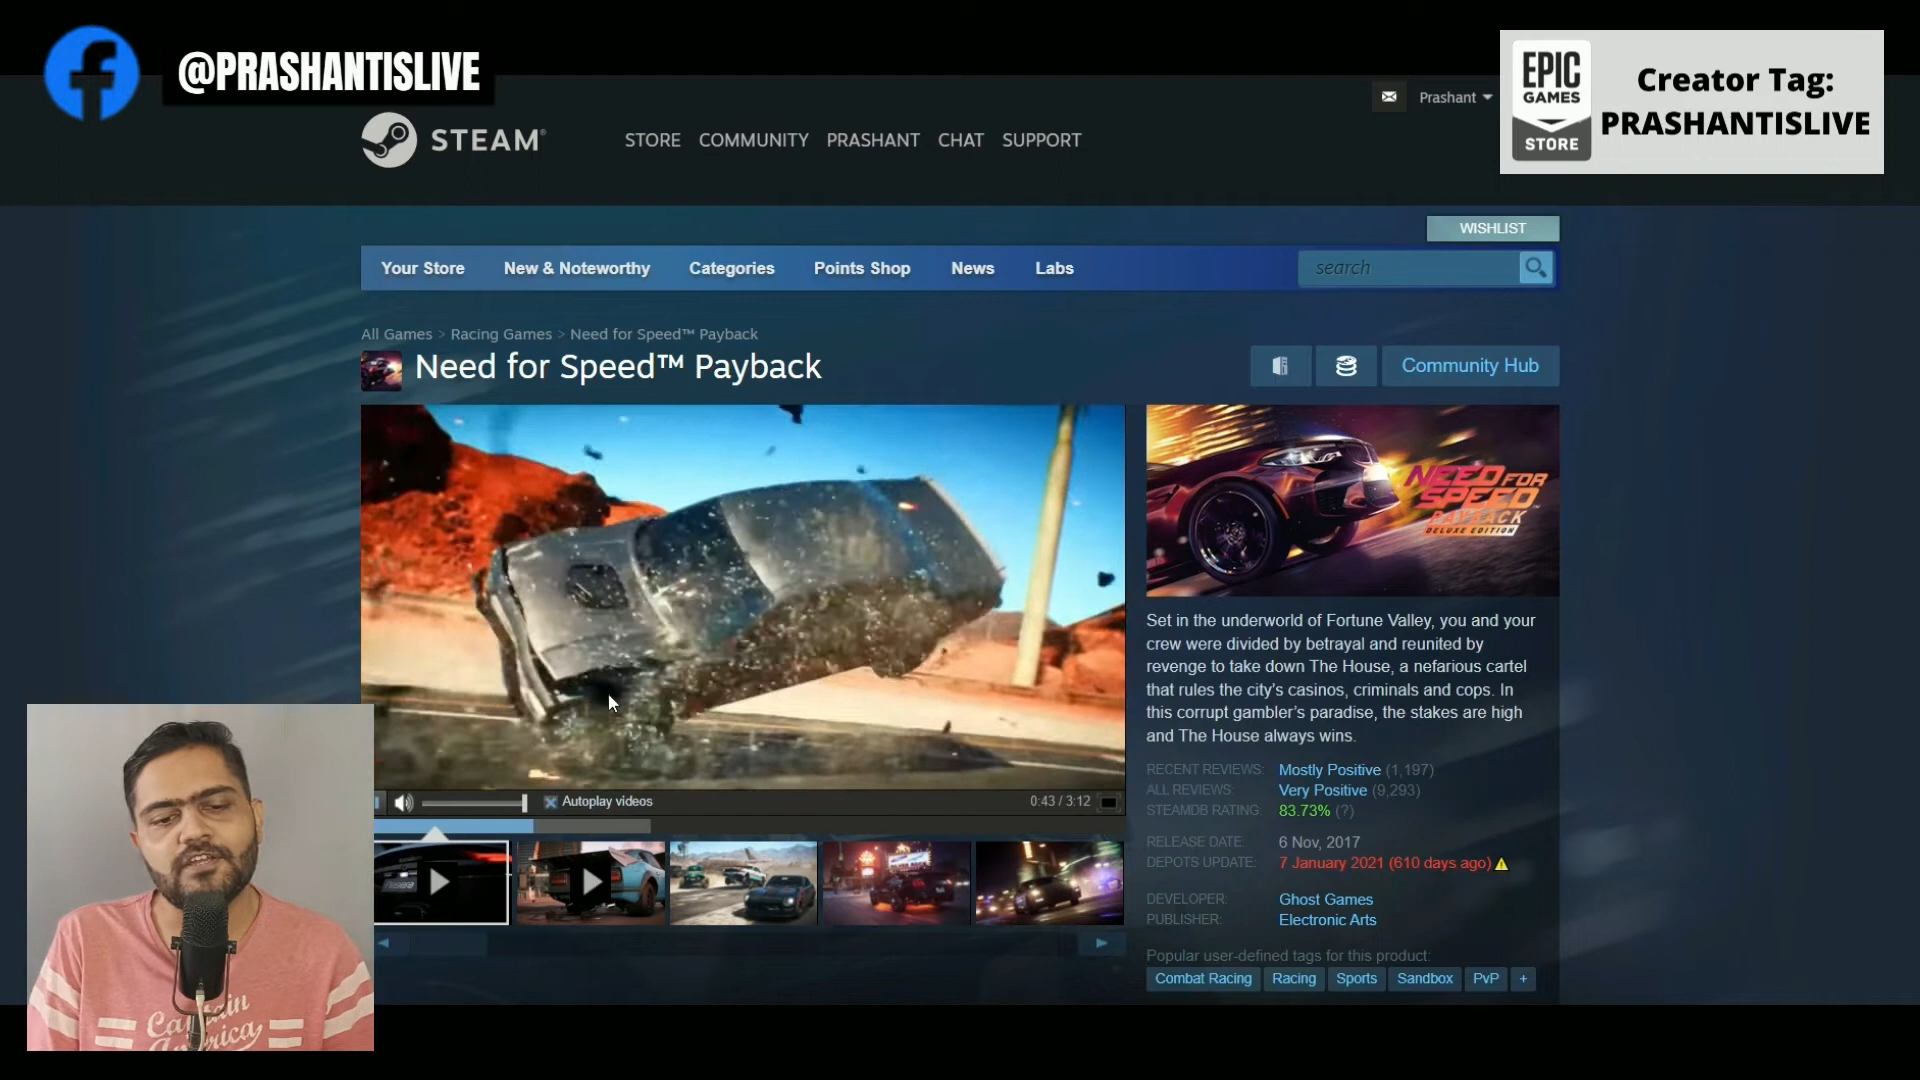 @PRASHANTISLIVE
EPIC
GAMES
STORE
Creator Tag:
PRASHANTISLIVE
Prashant
STEAM®
STORE COMMUNITY PRASHANT CHAT SUPPORT
WISHLIST
Your Store New & Noteworthy Categories Points Shop News Labs
search
All Games > Racing Games > Need for Speed™ Payback
Need for Speed™ Payback
Community Hub
NEED FOR
SPEED™
PAYBACK
DELUXE EDITION
Set in the underworld of Fortune Valley, you and your
crew were divided by betrayal and reunited by
revenge to take down The House, a nefarious cartel
that rules the city's casinos, criminals and cops. In
this corrupt gambler's paradise, the stakes are high
and The House always wins.
RECENT REVIEWS: Mostly Positive (1,197)
ALL REVIEWS: Very Positive (9,293)
STEAMDB RATING: 83.73% (?)
RELEASE DATE: 6 Nov, 2017
DEPOTS UPDATE: 7 January 2021 (610 days ago)
DEVELOPER: Ghost Games
PUBLISHER: Electronic Arts
Popular user-defined tags for this product:
Combat Racing Racing Sports Sandbox PvP +
Autoplay videos
0:43 / 3:12
Captain
America